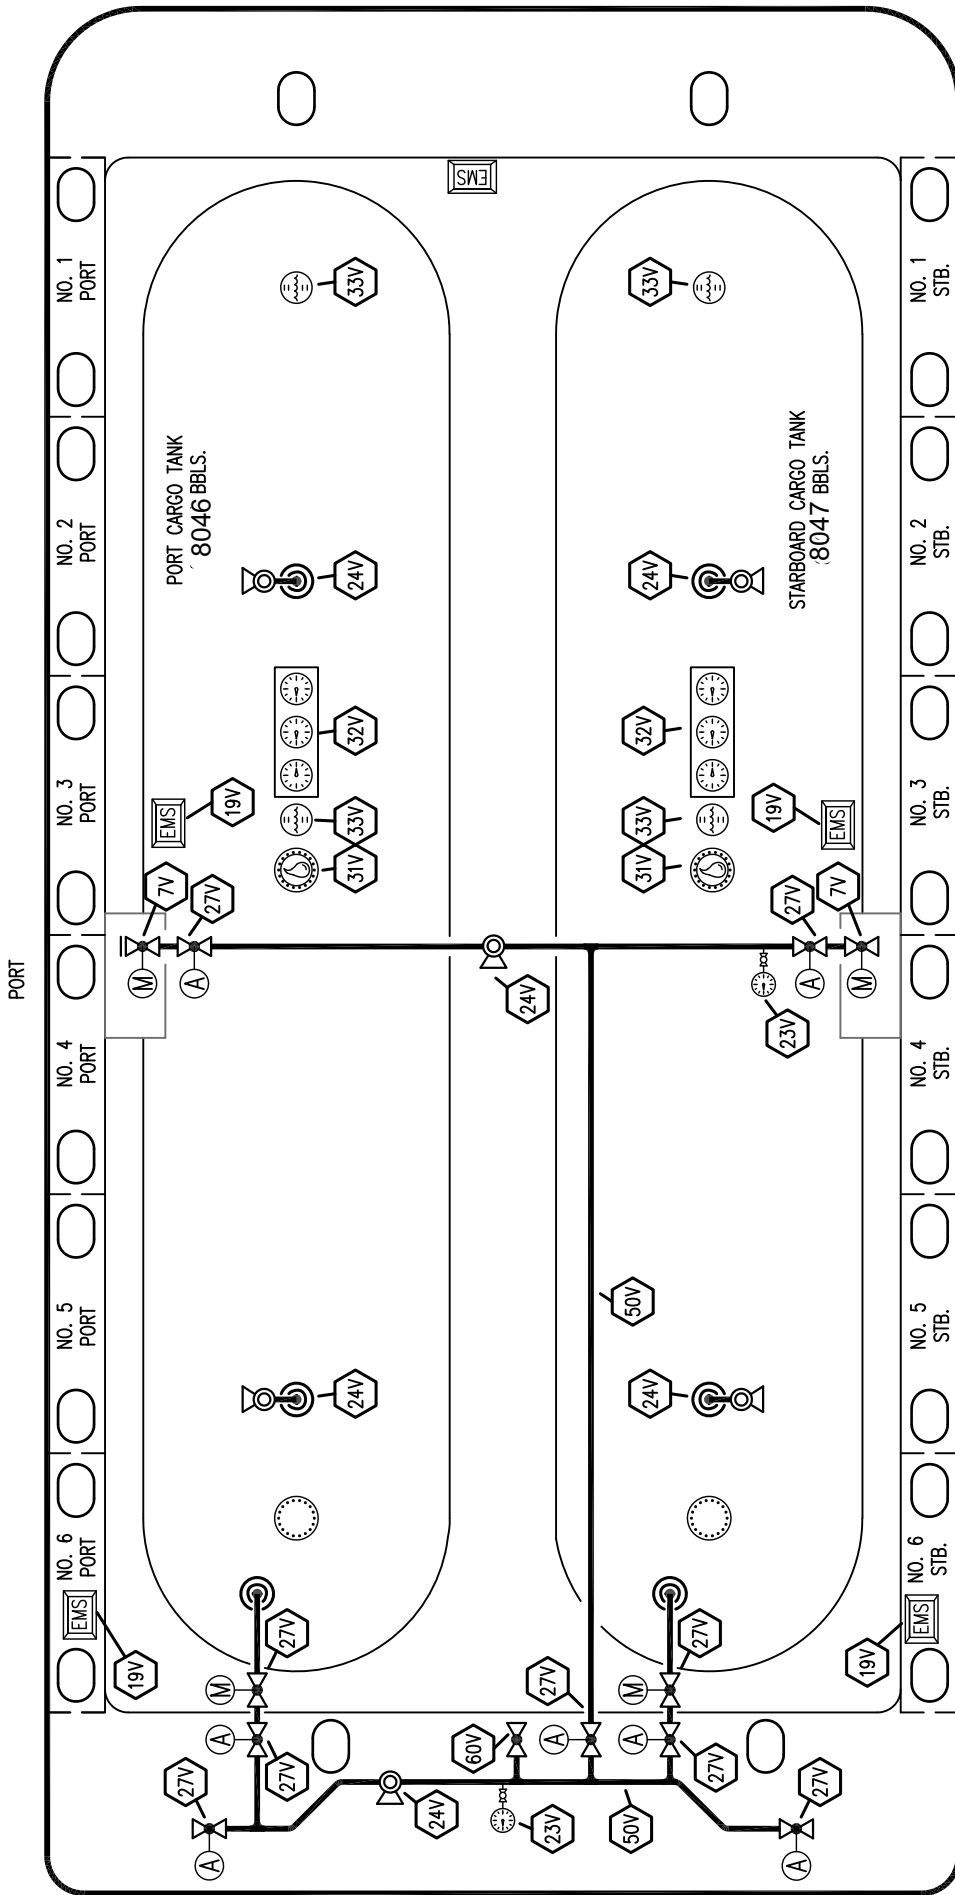 PORT
EMS
NO. 1
PORT
33V
33V
NO. 1
STB.
PORT CARGO TANK
8046 BBLS.
STARBOARD CARGO TANK
8047 BBLS.
NO. 2
PORT
24V
24V
NO. 2
STB.
32V
32V
NO. 3
PORT
EMS
19V
33V
33V
19V
EMS
NO. 3
STB.
31V
31V
7V
27V
27V
7V
M
A
24V
23V
A
M
NO. 4
PORT
NO. 4
STB.
50V
NO. 5
PORT
NO. 5
STB.
24V
24V
NO. 6
PORT
NO. 6
STB.
EMS
EMS
19V
27V
27V
19V
M
27V
M
A
60V
A
A
27V
27V
27V
27V
24V
23V
50V
A
A